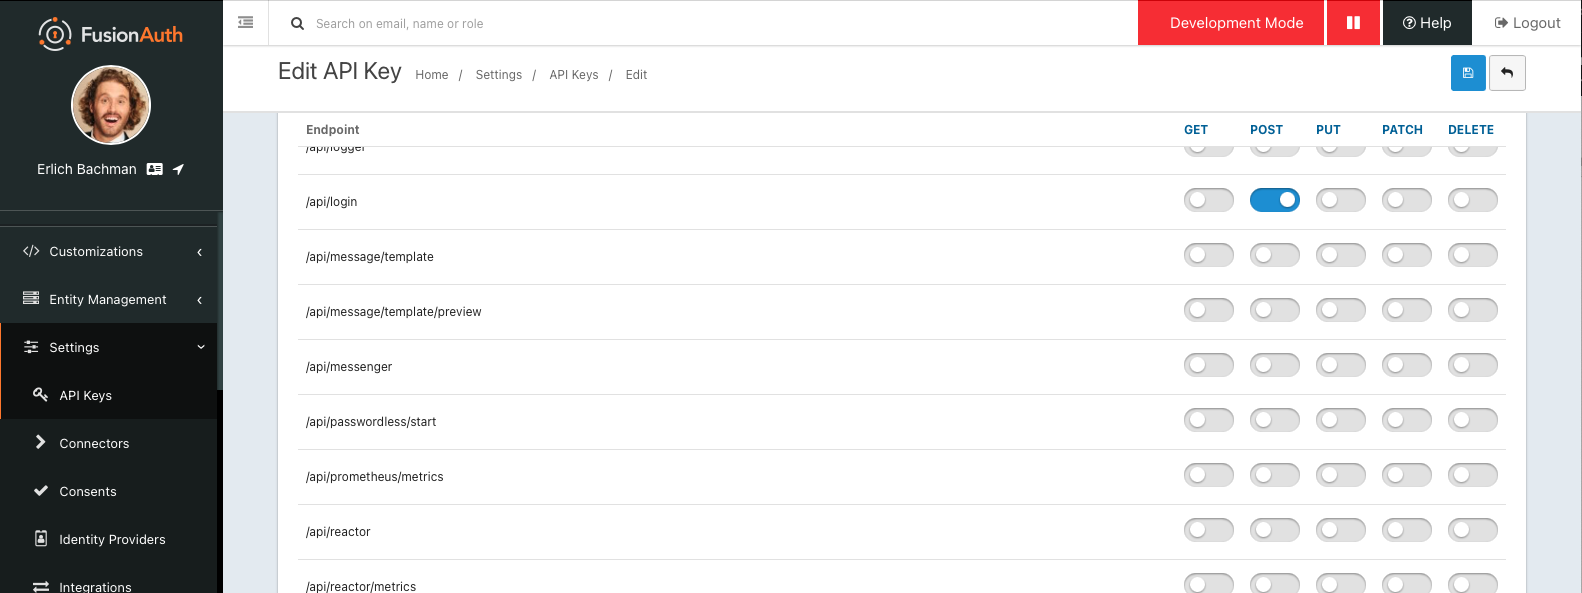 FusionAuth
Search on email, name or role
Development Mode
Help
Logout
Edit API Key
Home / Settings / API Keys / Edit
Erlich Bachman
Customizations
Entity Management
Settings
API Keys
Connectors
Consents
Identity Providers
Integrations
Endpoint GET POST PUT PATCH DELETE
/api/logger
/api/login
/api/message/template
/api/message/template/preview
/api/messenger
/api/passwordless/start
/api/prometheus/metrics
/api/reactor
/api/reactor/metrics